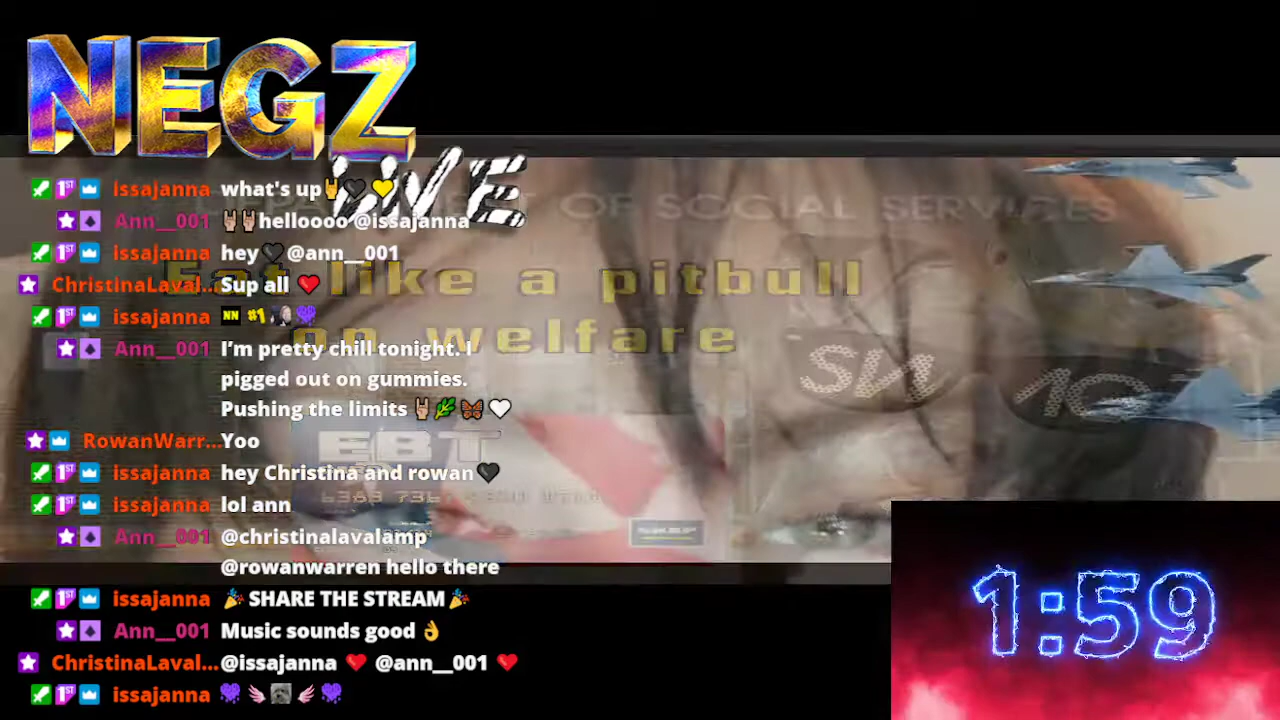 NEGZ
LIVE
issajanna what's up🤘🖤💛
OF SOCIAL SERVICES
Ann__001 🤘🤘helloooo @issajanna
issajanna hey🖤@ann__001
Eat like a pitbull
ChristinaLaval... Sup all ❤️
issajanna NN #1
on welfare
Ann__001 I'm pretty chill tonight. I
pigged out on gummies.
Pushing the limits 🤘🌿🦋🤍
EBT
RowanWarr... Yoo
issajanna hey Christina and rowan🖤
issajanna lol ann
Ann__001 @christinalavalamp
@rowanwarren hello there
issajanna 🎉 SHARE THE STREAM 🎉
Ann__001 Music sounds good 👌
ChristinaLaval... @issajanna ❤️ @ann__001 ❤️
issajanna
1:59